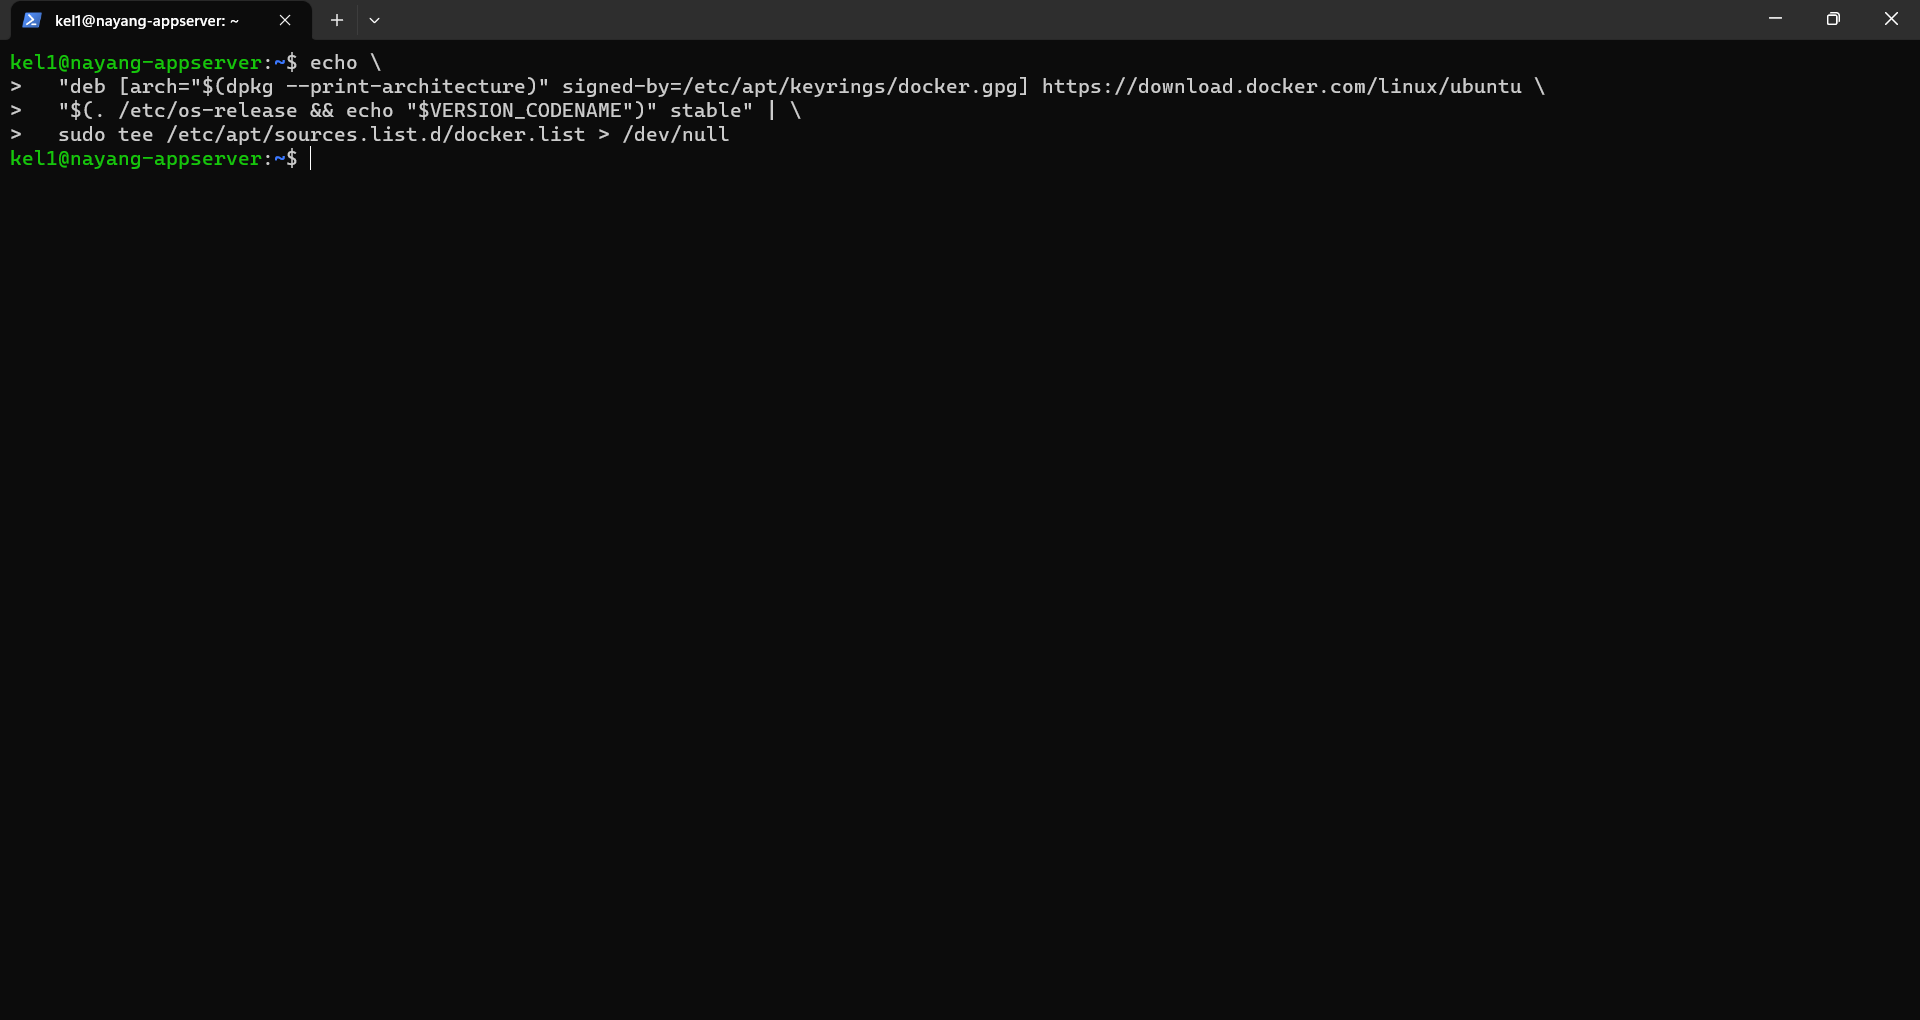 kel1@nayang-appserver: ~
kel1@nayang-appserver:~$ echo \
>   "deb [arch="$(dpkg --print-architecture)" signed-by=/etc/apt/keyrings/docker.gpg] https://download.docker.com/linux/ubuntu \
>   "$(. /etc/os-release && echo "$VERSION_CODENAME")" stable" | \
>   sudo tee /etc/apt/sources.list.d/docker.list > /dev/null
kel1@nayang-appserver:~$